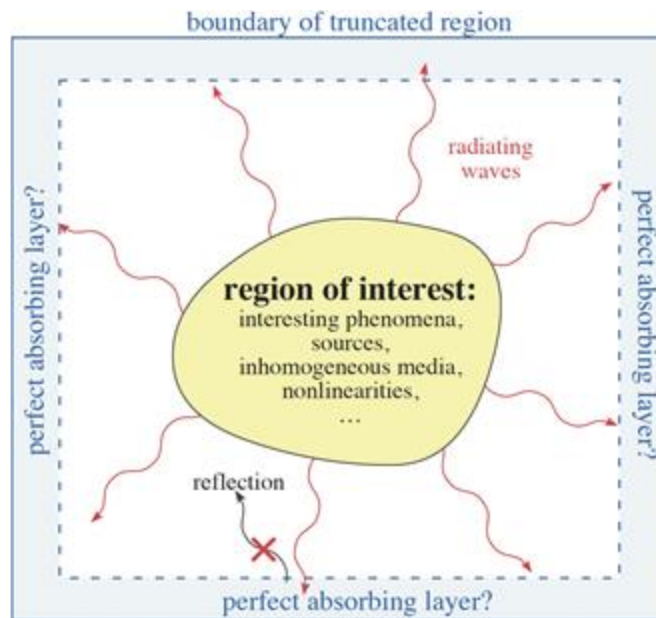 boundary of truncated region
radiating
waves
perfect absorbing layer?
perfect absorbing layer?
region of interest:
interesting phenomena,
sources,
inhomogeneous media,
nonlinearities,
...
reflection
perfect absorbing layer?